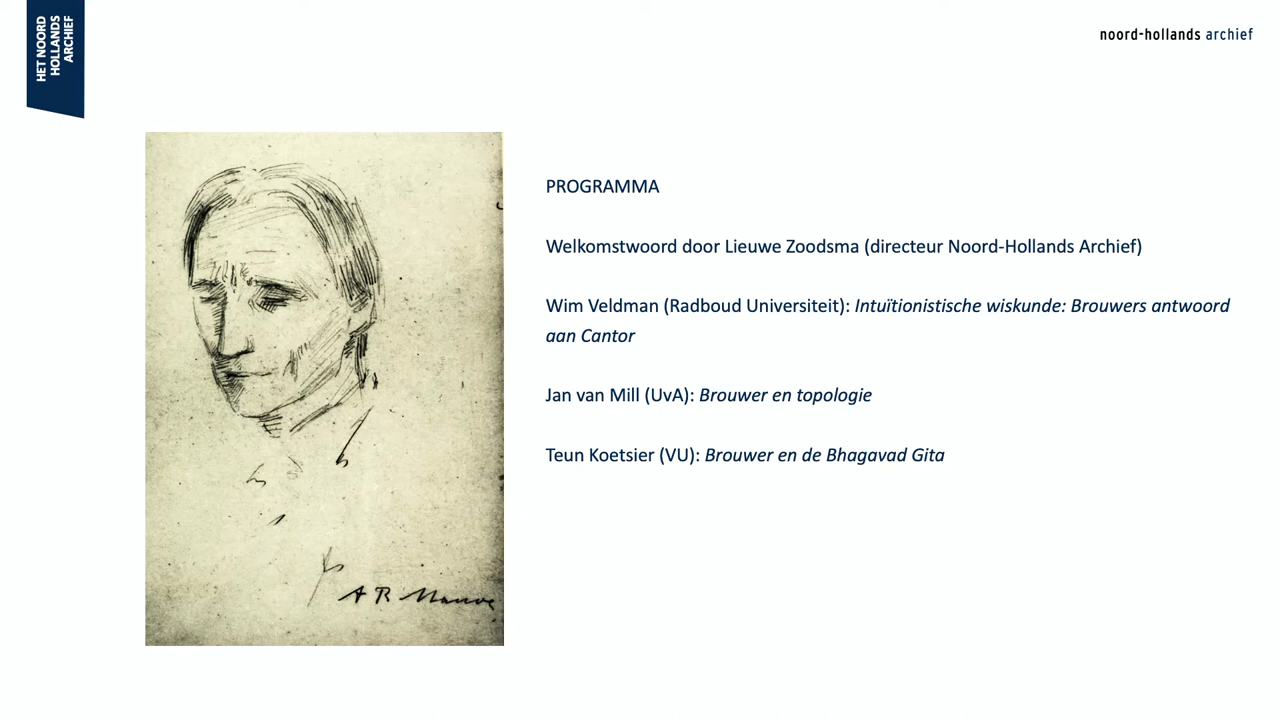 HET NOORD
HOLLANDS
ARCHIEF
noord-hollands archief
PROGRAMMA
Welkomstwoord door Lieuwe Zoodsma (directeur Noord-Hollands Archief)
Wim Veldman (Radboud Universiteit): Intuïtionistische wiskunde: Brouwers antwoord
aan Cantor
Jan van Mill (UvA): Brouwer en topologie
Teun Koetsier (VU): Brouwer en de Bhagavad Gita
A R Mauve